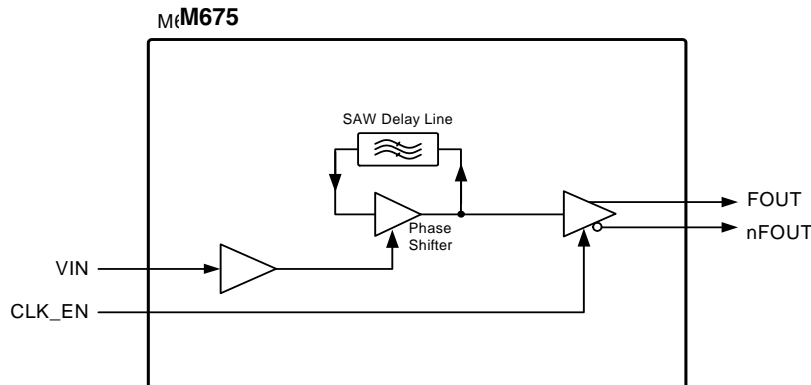 M675
SAW Delay Line
Phase
Shifter
FOUT
nFOUT
VIN
CLK_EN